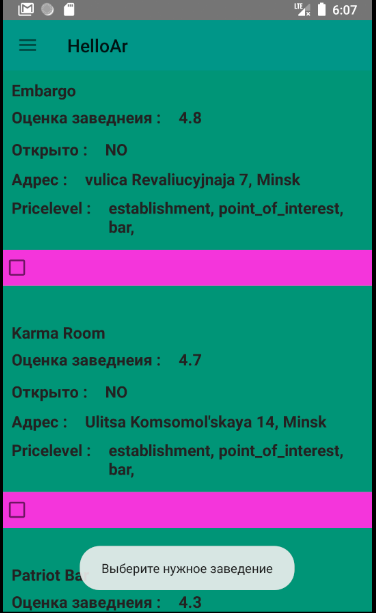 LTE 6:07
HelloAr
Embargo
Оценка заведнеия : 4.8
Открыто : NO
Адрес : vulica Revaliucyjnaja 7, Minsk
Pricelevel : establishment, point_of_interest,
bar,
Karma Room
Оценка заведнеия : 4.7
Открыто : NO
Адрес : Ulitsa Komsomol'skaya 14, Minsk
Pricelevel : establishment, point_of_interest,
bar,
Patriot Ba
Выберите нужное заведение
Оценка заведнеия : 4.3